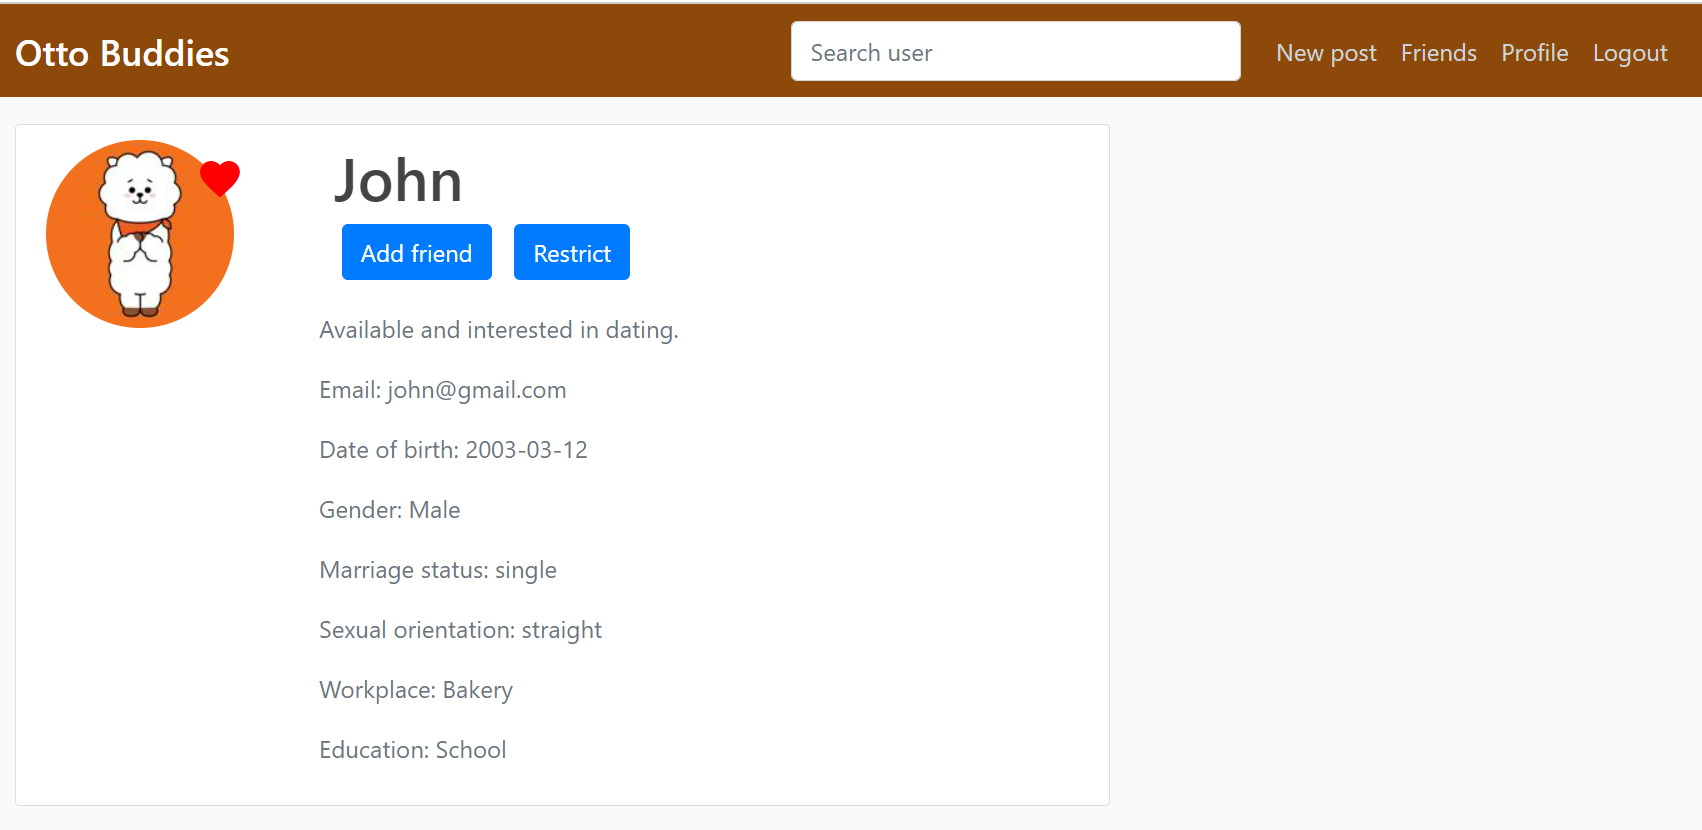 Otto Buddies
Search user
New post Friends Profile Logout
John
Add friend Restrict
Available and interested in dating.
Email: john@gmail.com
Date of birth: 2003-03-12
Gender: Male
Marriage status: single
Sexual orientation: straight
Workplace: Bakery
Education: School